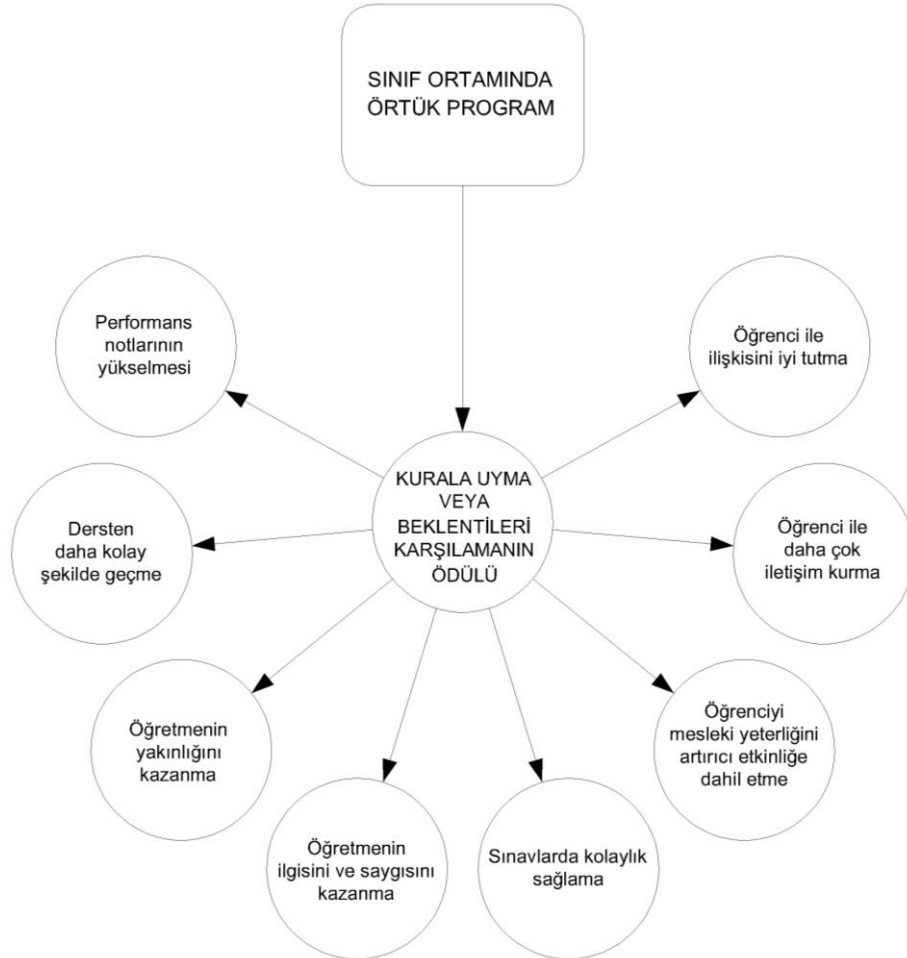 SINIF ORTAMINDA
ÖRTÜK PROGRAM
Performans
notlarının
yükselmesi
Öğrenci ile
ilişkisini iyi tutma
KURALA UYMA
VEYA
BEKLENTİLERİ
KARŞILAMANIN
ÖDÜLÜ
Dersten
daha kolay
şekilde geçme
Öğrenci ile
daha çok
iletişim kurma
Öğretmenin
yakınlığını
kazanma
Öğrenciyi
mesleki yeterliğini
artırıcı etkinliğe
dahil etme
Öğretmenin
ilgisini ve saygısını
kazanma
Sınavlarda kolaylık
sağlama